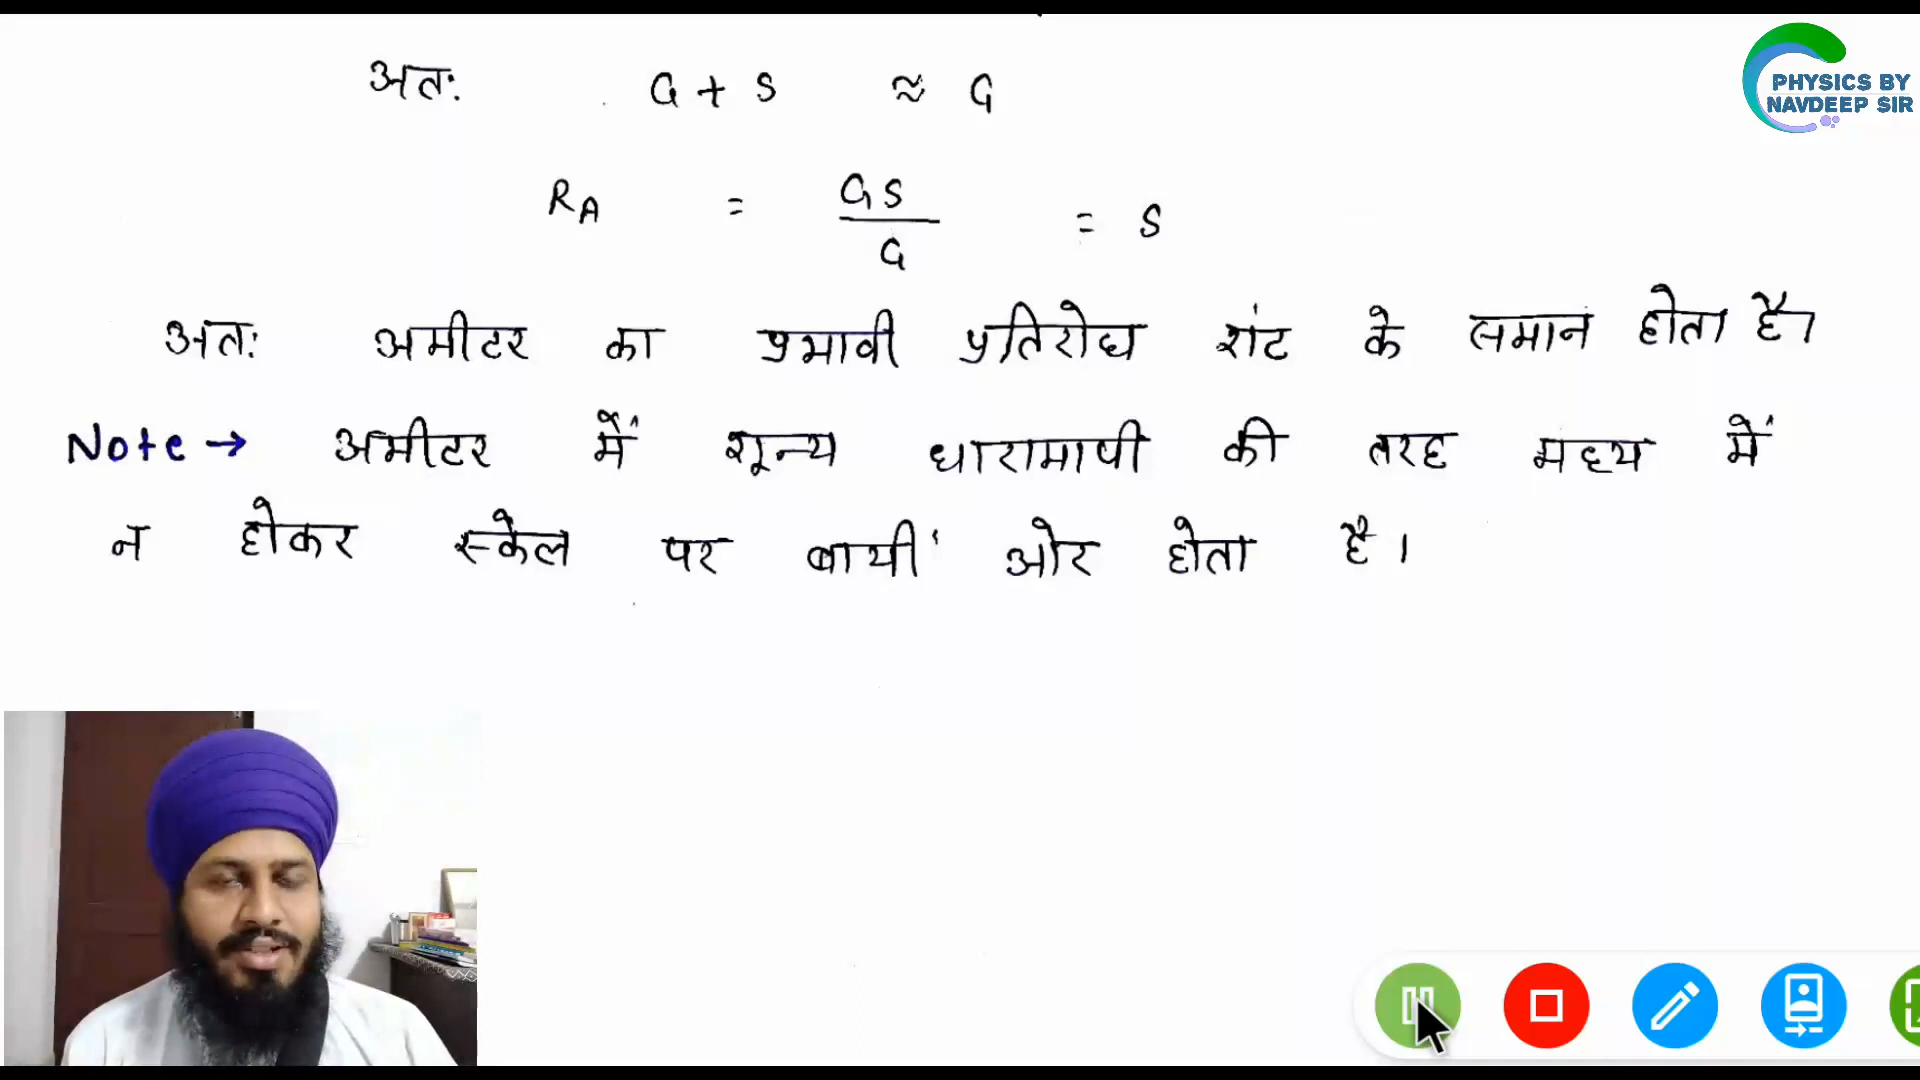 PHYSICS BY
NAVDEEP SIR
अतः G + S ≈ G
RA = GS
G
= S
अतः अमीटर का प्रभावी प्रतिरोध शंट के समान होता है।
Note → अमीटर में शून्य धारामापी की तरह मध्य में
न होकर स्केल पर बायीं ओर होता है।